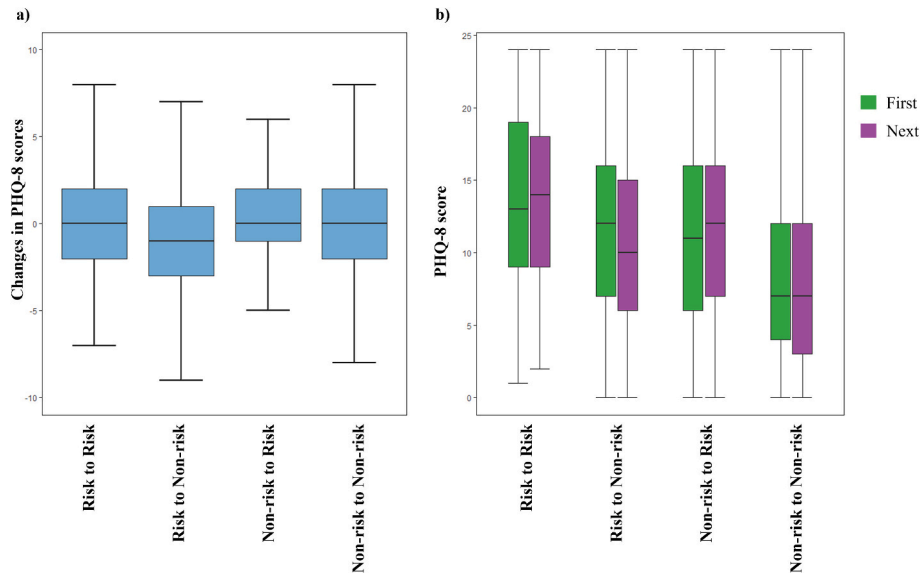 a)
Changes in PHQ-8 scores
10
5
0
-5
-10
Risk to Risk
Risk to Non-risk
Non-risk to Risk
Non-risk to Non-risk
b)
PHQ-8 score
25
20
15
10
5
0
Risk to Risk
Risk to Non-risk
Non-risk to Risk
Non-risk to Non-risk
First
Next